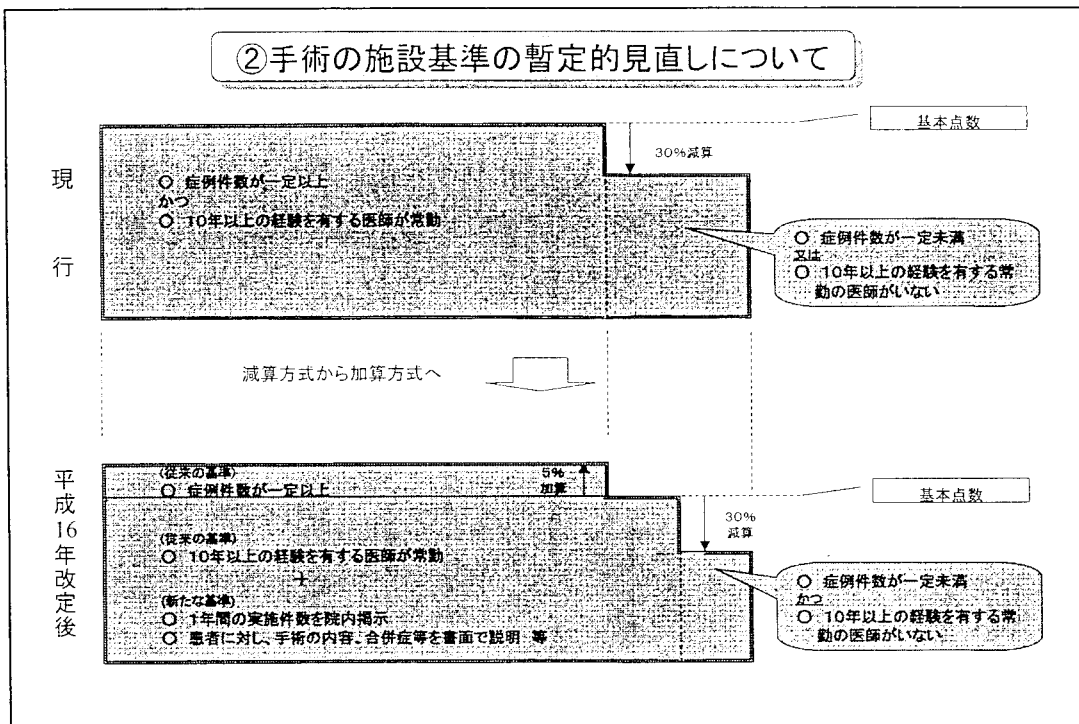 ②手術の施設基準の暫定的見直しについて
基本点数
30%減算
現行
○ 症例件数が一定以上
かつ
○ 10年以上の経験を有する医師が常勤
○ 症例件数が一定未満
又は
○ 10年以上の経験を有する常
勤の医師がいない
減算方式から加算方式へ
平成16年改定後
(従来の基準)
○ 症例件数が一定以上
5%
加算
基本点数
30%
減算
(従来の基準)
○ 10年以上の経験を有する医師が常勤
+
(新たな基準)
○ 1年間の実施件数を院内掲示
○ 患者に対し、手術の内容、合併症等を書面で説明 等
○ 症例件数が一定未満
かつ
○ 10年以上の経験を有する常
勤の医師がいない